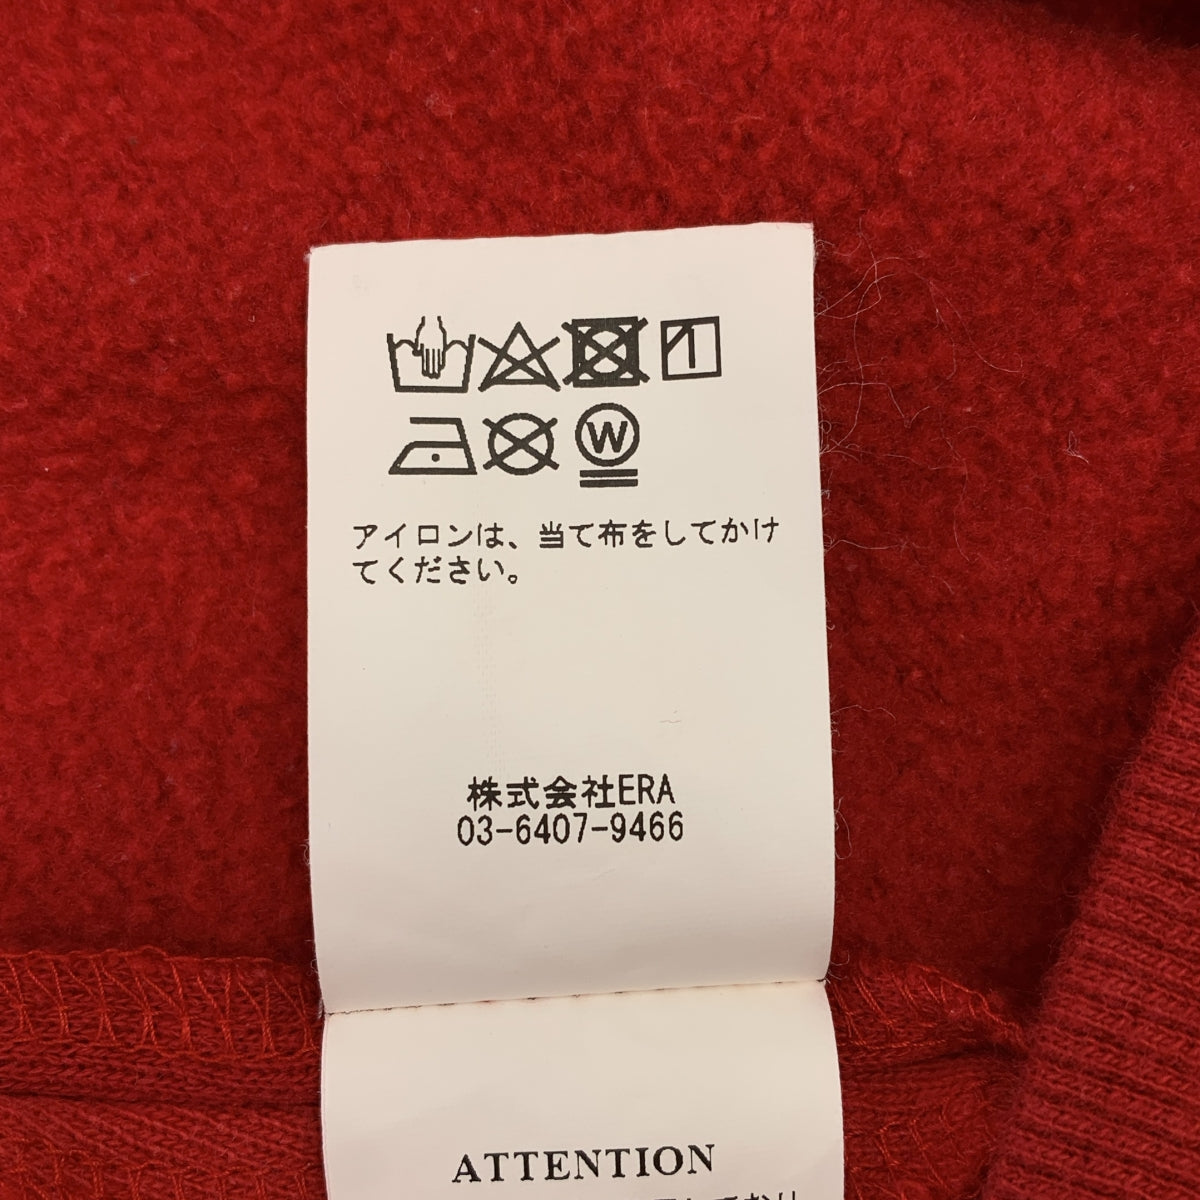 W
アイロンは、当て布をしてかけ
てください。
株式会社ERA
03-6407-9466
ATTENTION